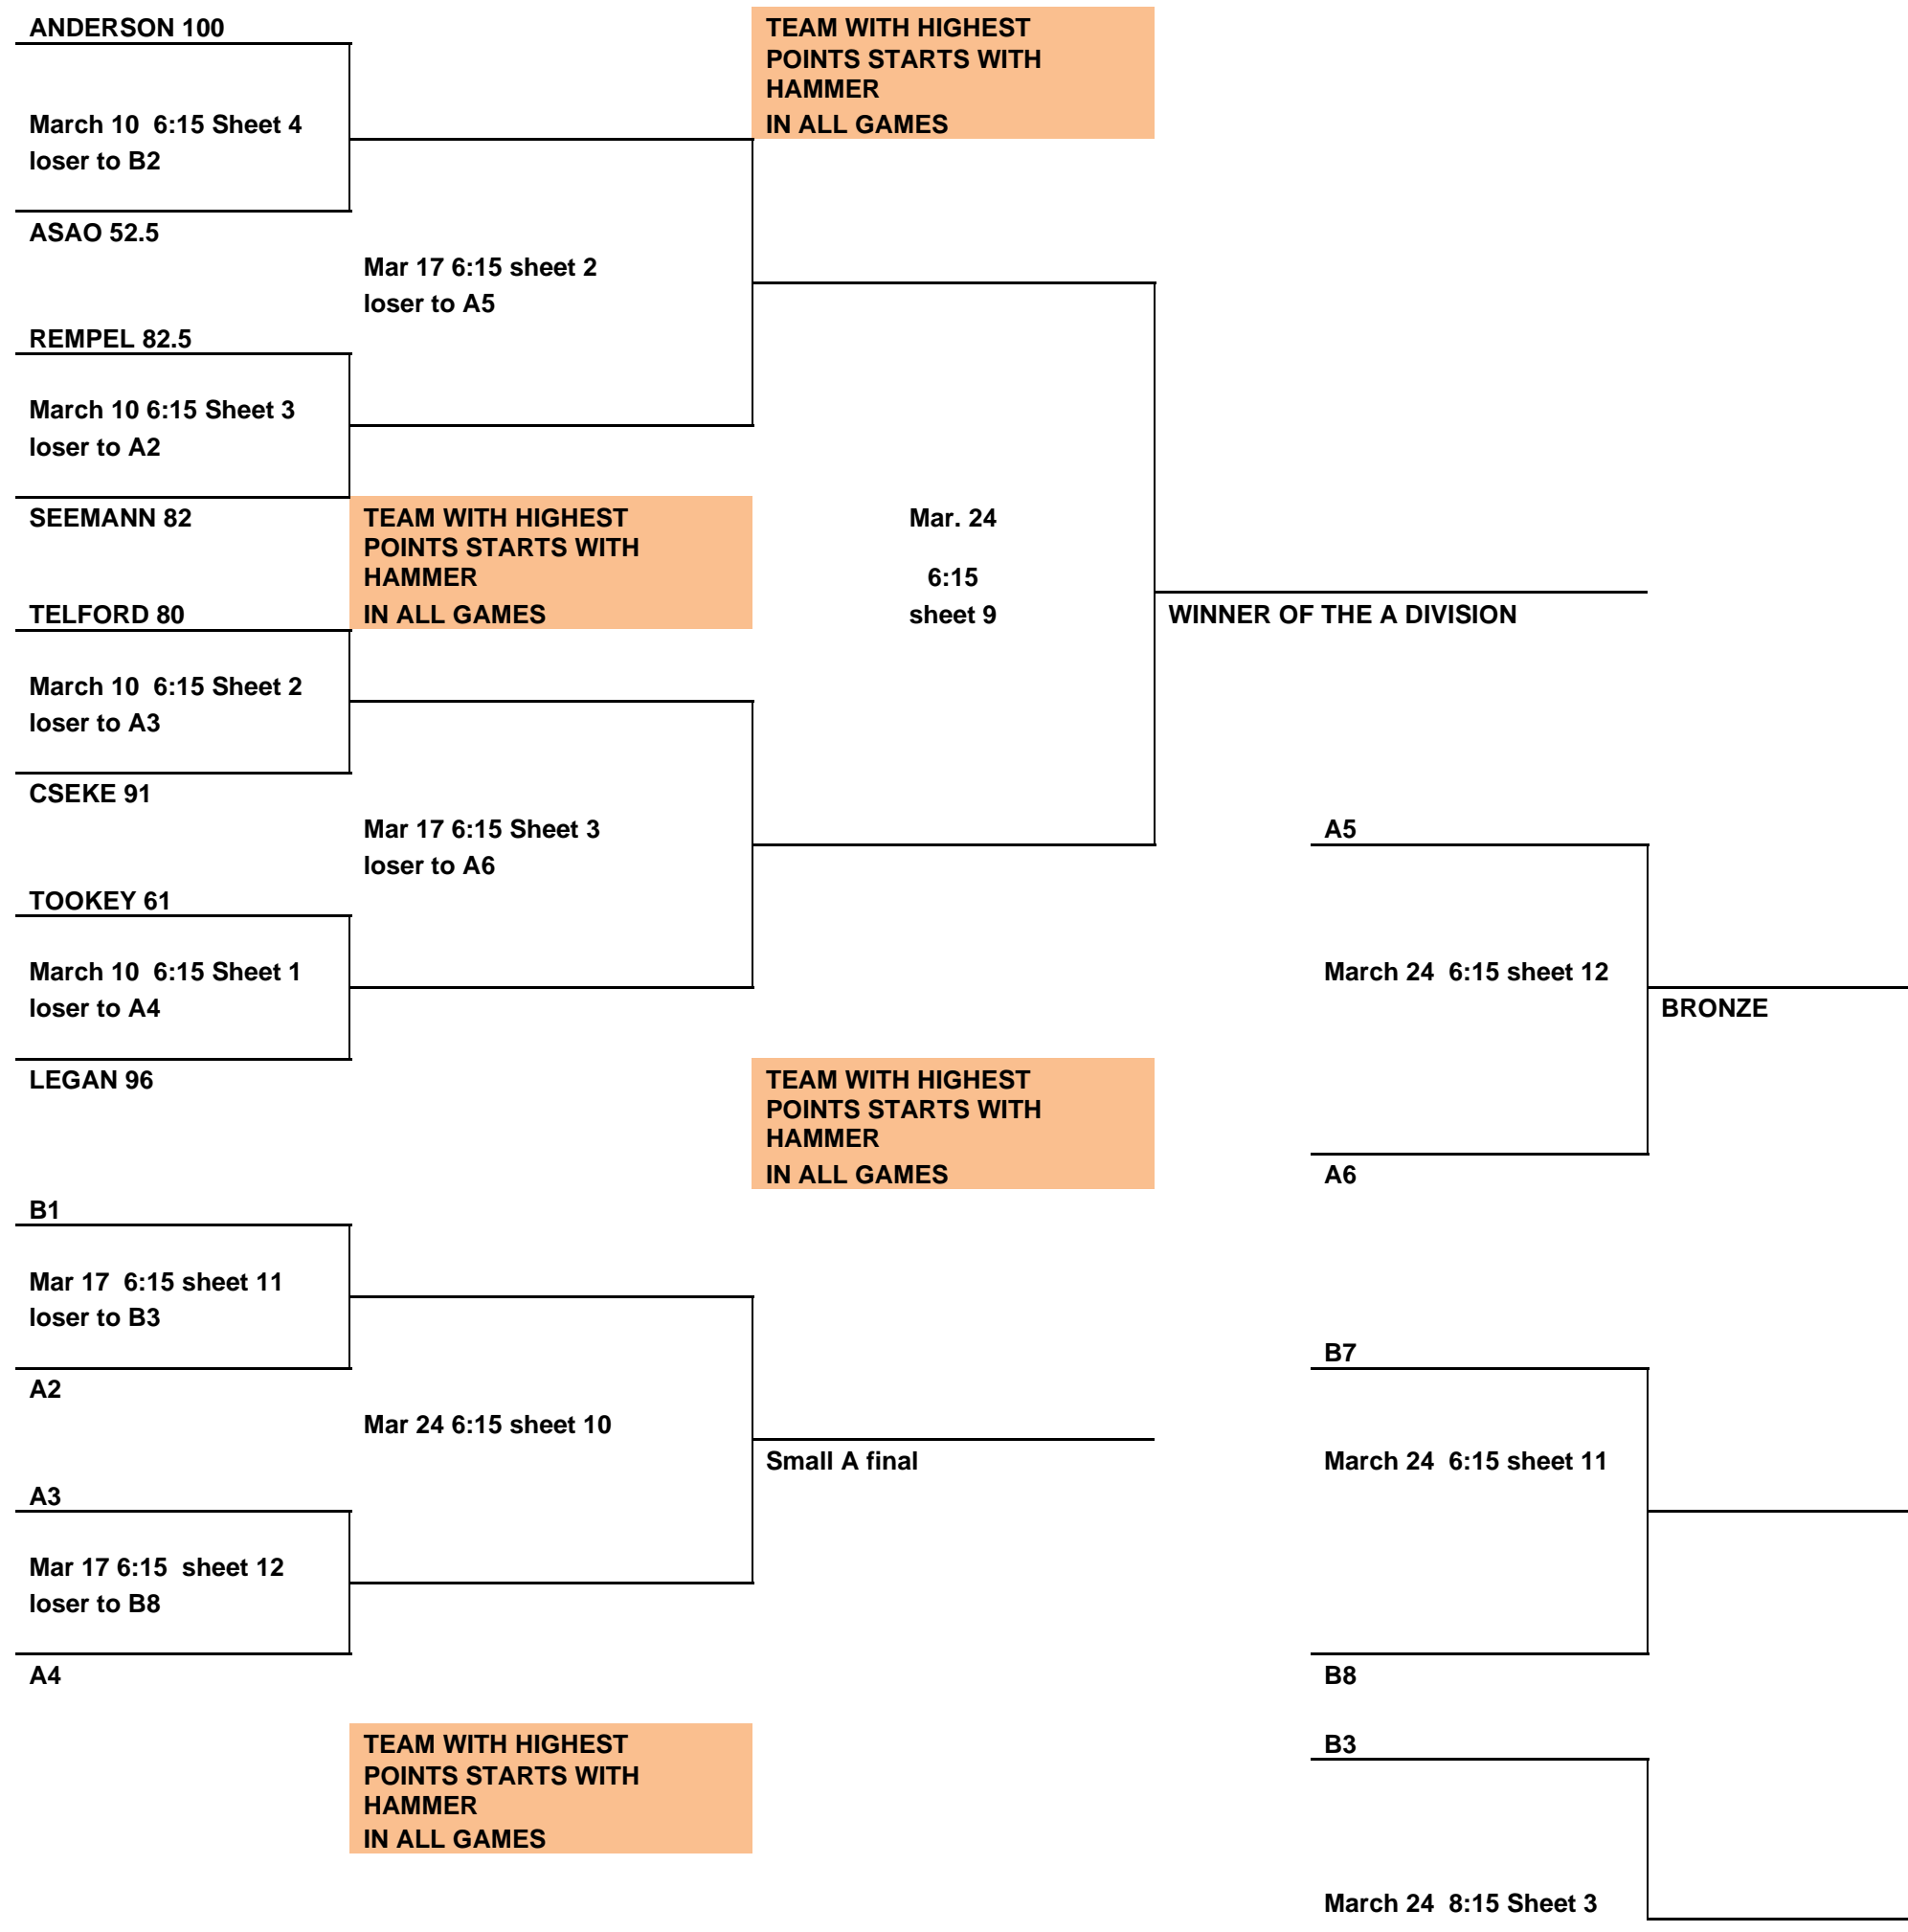 ANDERSON 100
TEAM WITH HIGHEST
POINTS STARTS WITH
HAMMER
IN ALL GAMES
March 10  6:15 Sheet 4
loser to B2
ASAO 52.5
Mar 17 6:15 sheet 2
loser to A5
REMPEL 82.5
March 10 6:15 Sheet 3
loser to A2
SEEMANN 82
TEAM WITH HIGHEST
POINTS STARTS WITH
HAMMER
IN ALL GAMES
Mar. 24
6:15
sheet 9
WINNER OF THE A DIVISION
TELFORD 80
March 10  6:15 Sheet 2
loser to A3
CSEKE 91
Mar 17 6:15 Sheet 3
loser to A6
A5
TOOKEY 61
March 10  6:15 Sheet 1
loser to A4
March 24  6:15 sheet 12
BRONZE
LEGAN 96
TEAM WITH HIGHEST
POINTS STARTS WITH
HAMMER
IN ALL GAMES
A6
B1
Mar 17  6:15 sheet 11
loser to B3
A2
B7
Mar 24 6:15 sheet 10
Small A final
March 24  6:15 sheet 11
A3
Mar 17 6:15  sheet 12
loser to B8
A4
B8
TEAM WITH HIGHEST
POINTS STARTS WITH
HAMMER
IN ALL GAMES
B3
March 24  8:15 Sheet 3